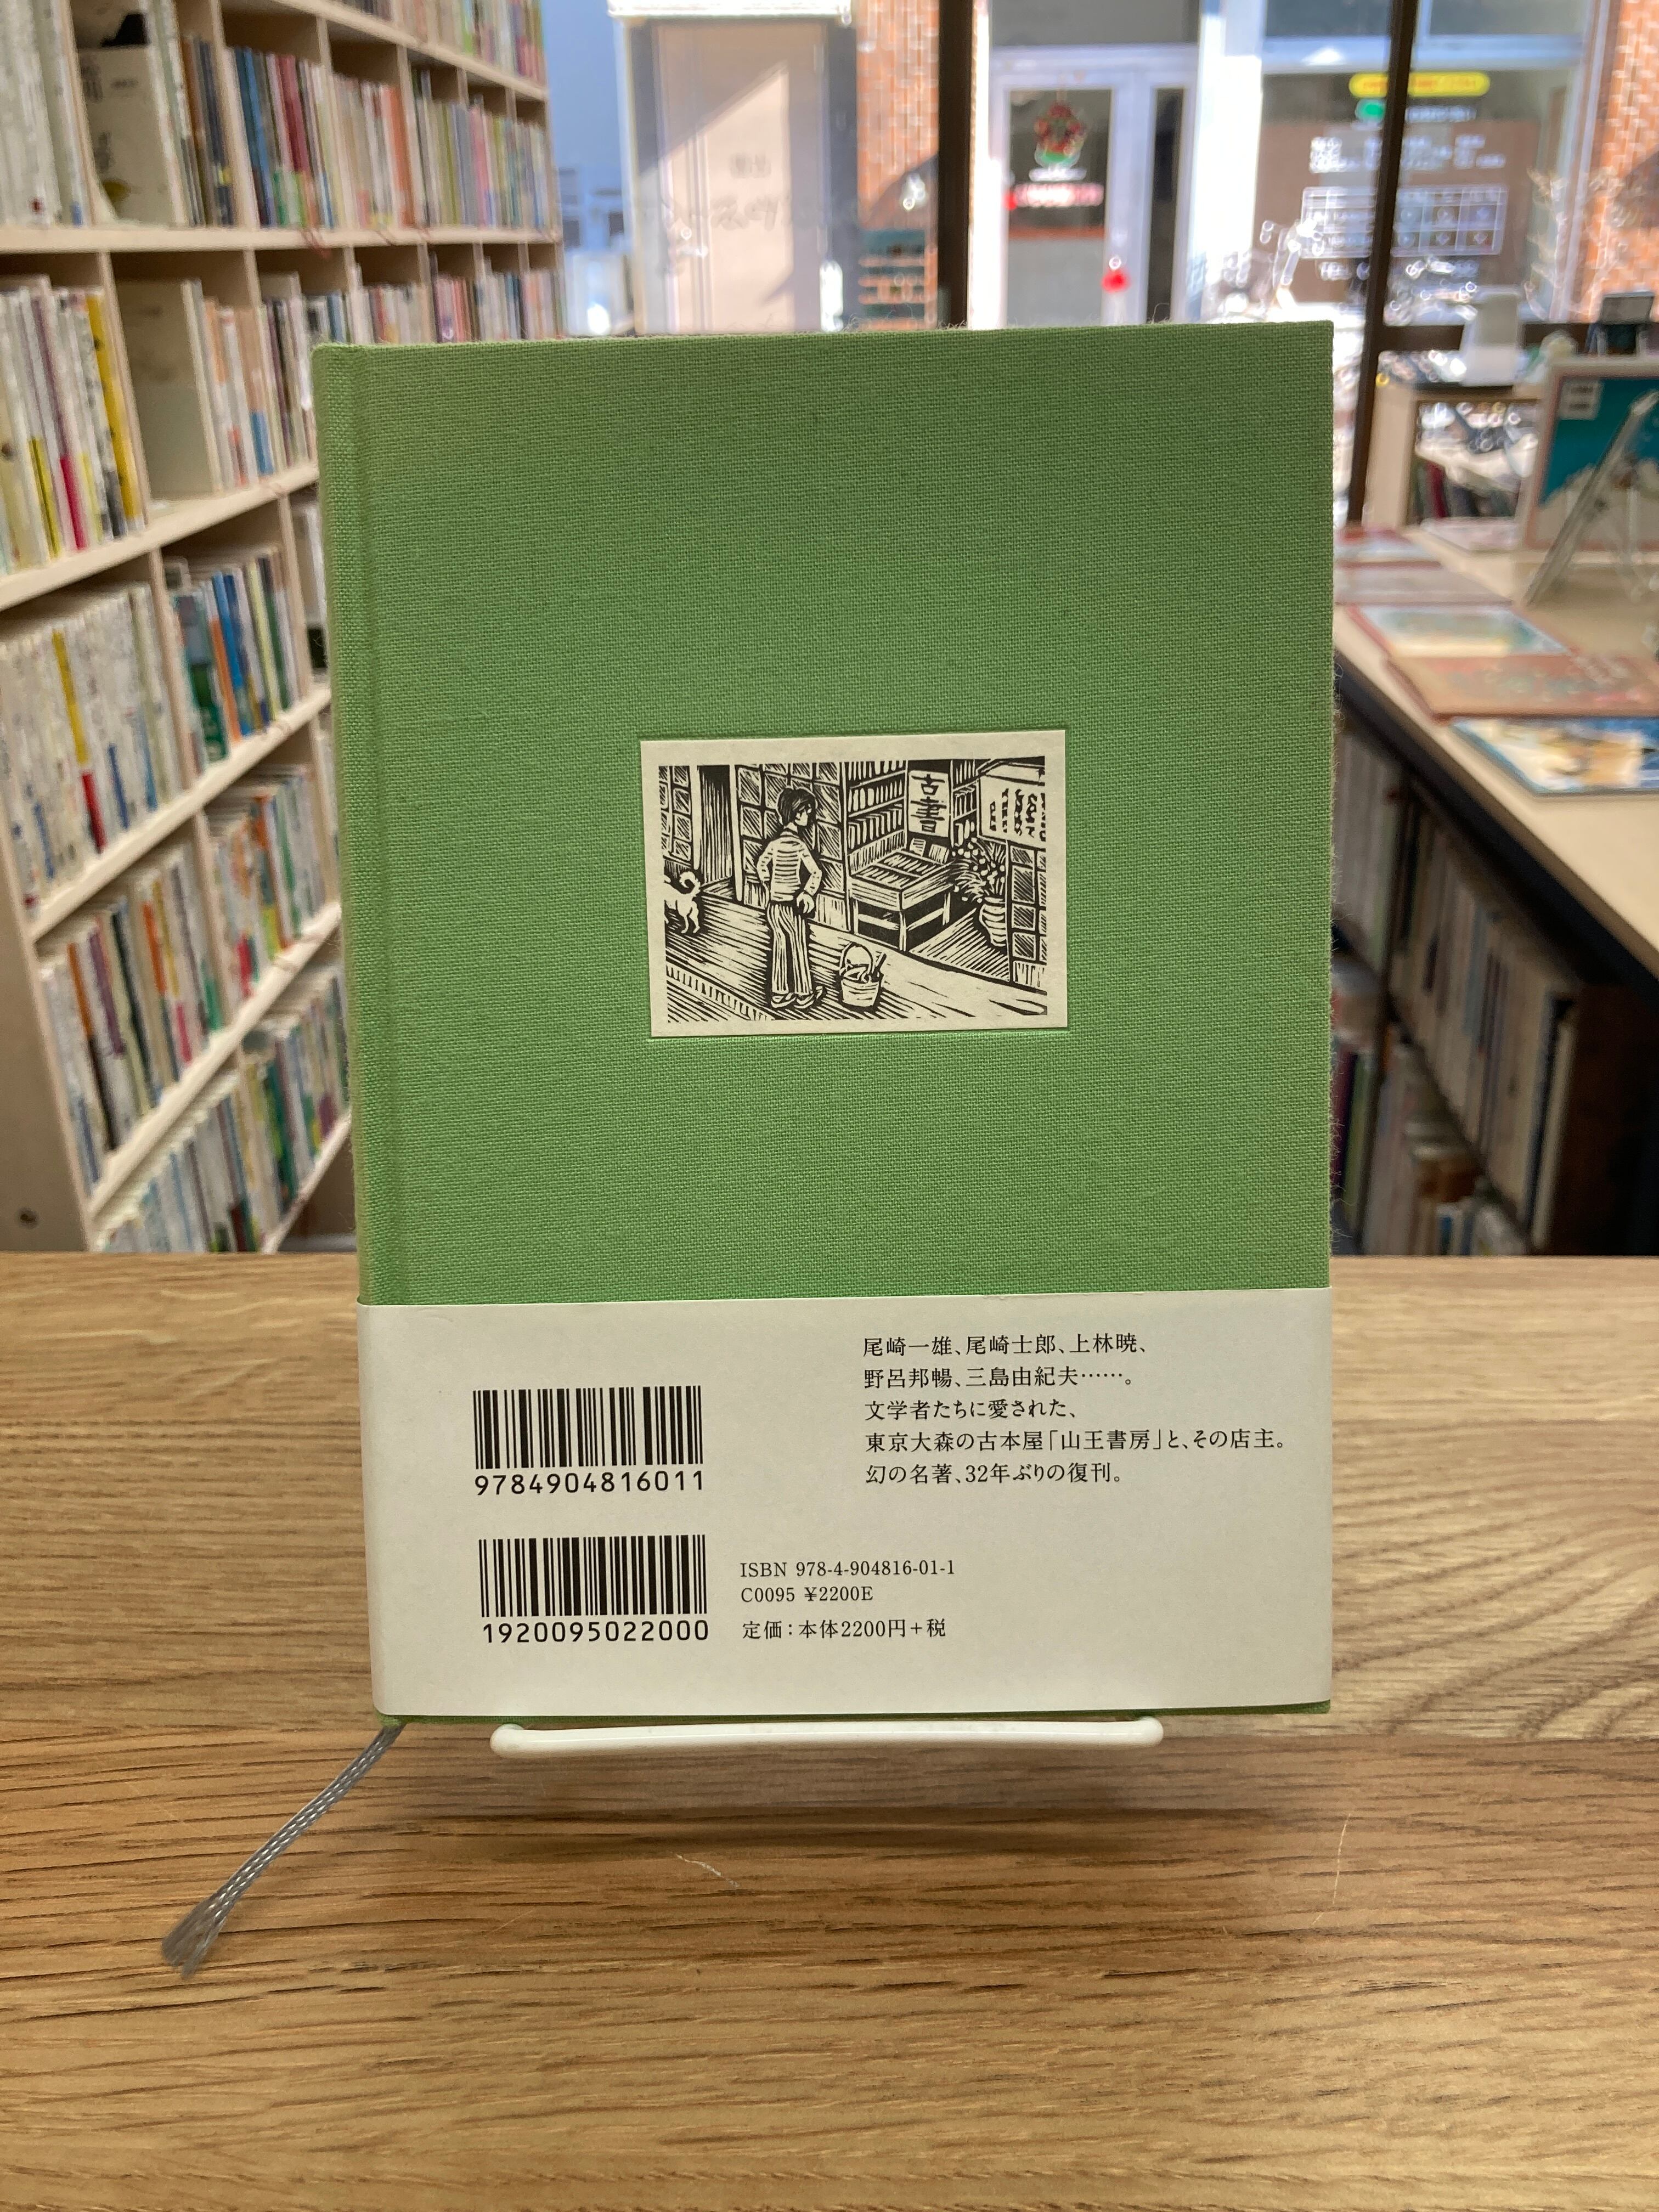 古書
尾崎一雄、尾崎士郎、上林暁、
野呂邦暢、三島由紀夫……。
文学者たちに愛された、
東京大森の古本屋「山王書房」と、その店主。
幻の名著、32年ぶりの復刊。
9784904816011
1920095022000
ISBN 978-4-904816-01-1
C0095 ¥2200E
定価：本体2200円+税